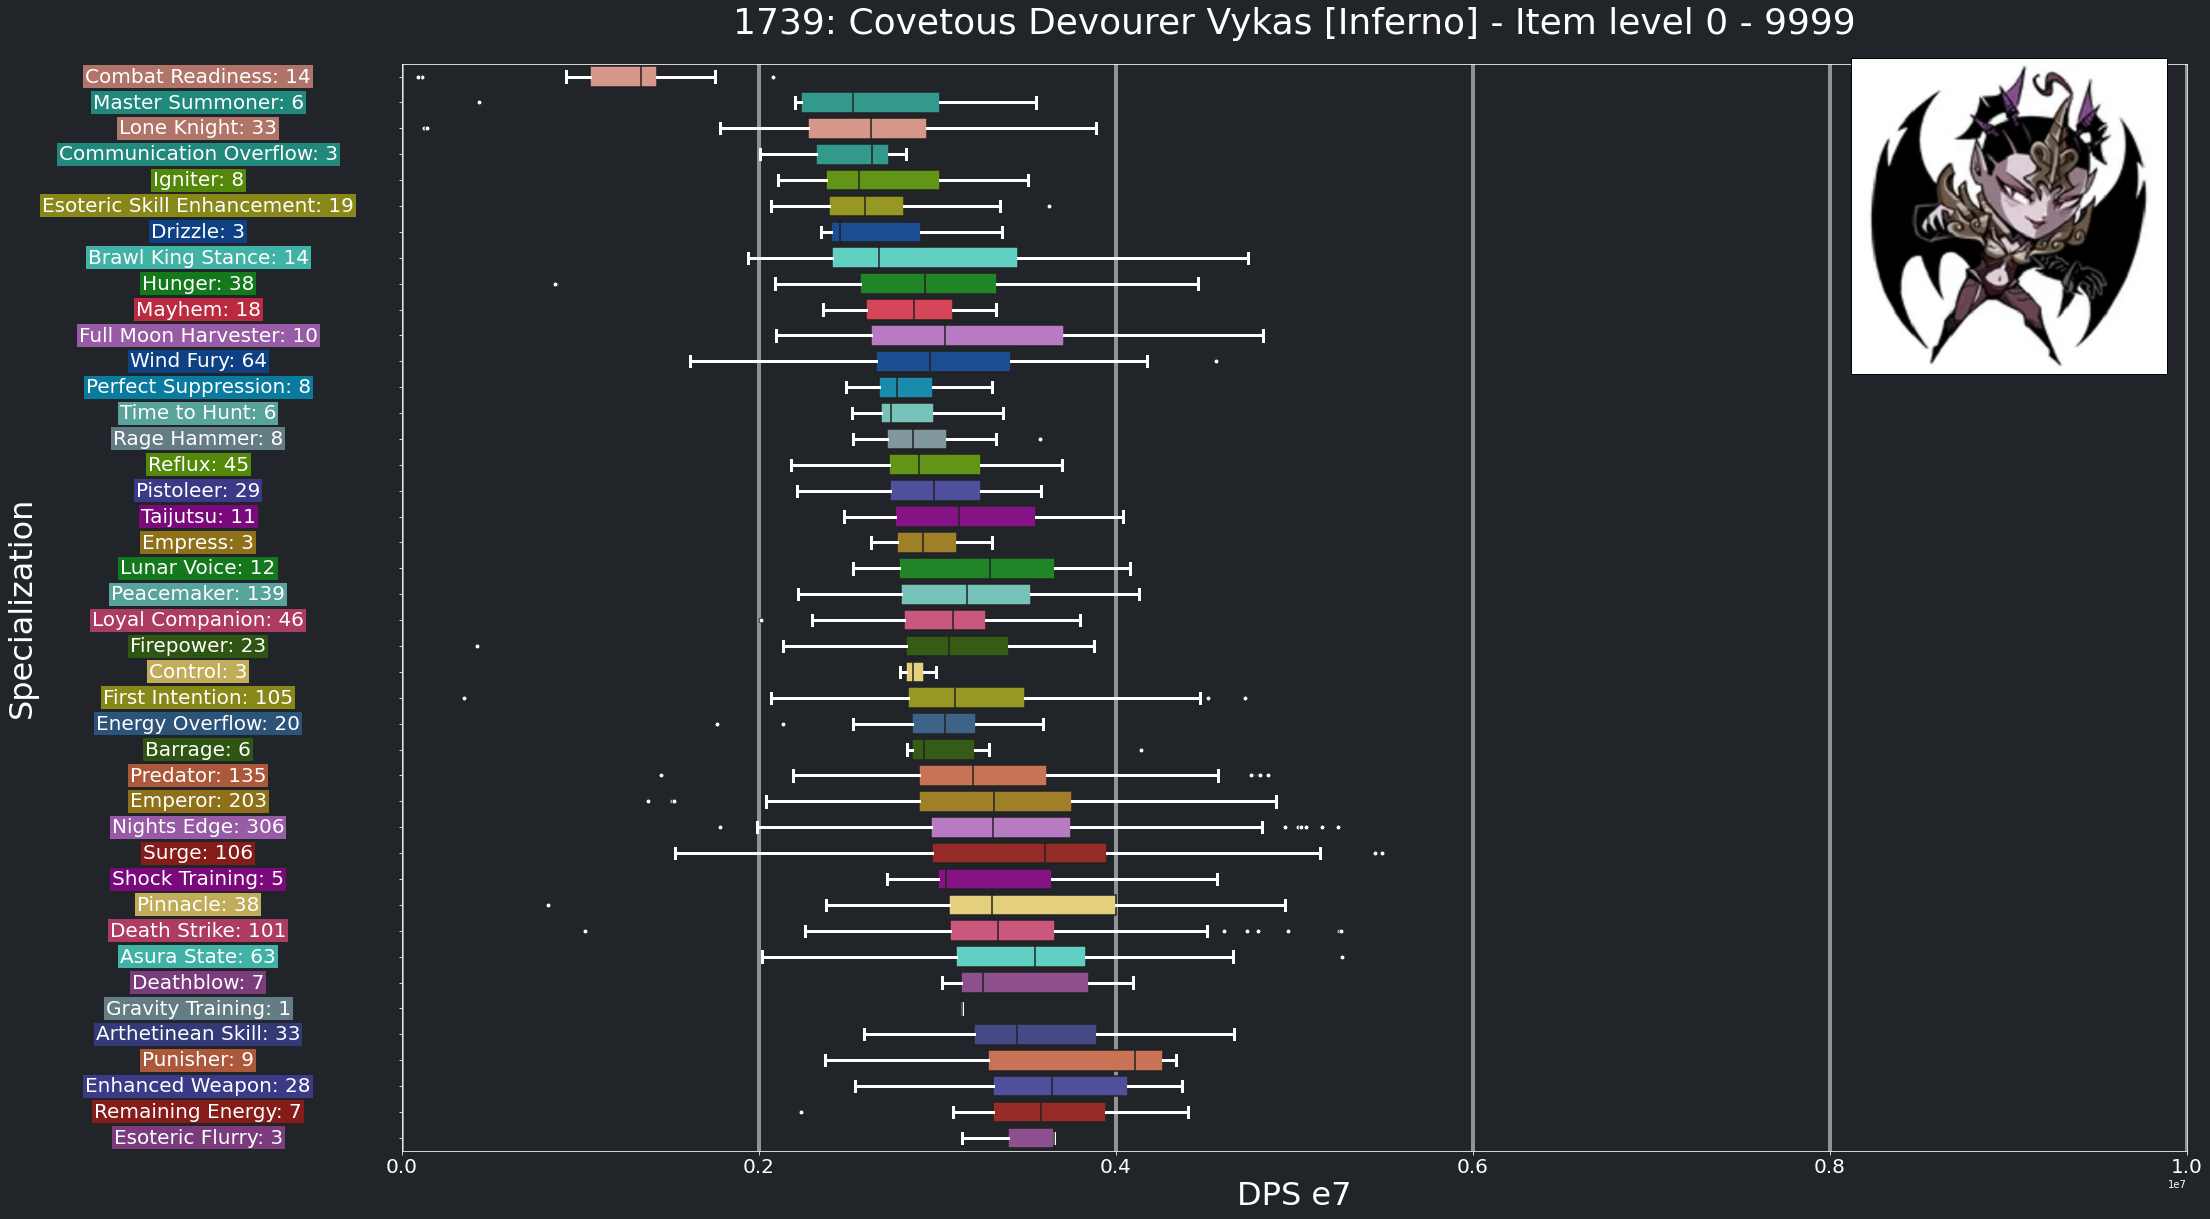 1739: Covetous Devourer Vykas [Inferno] - Item level 0 - 9999
Specialization
Combat Readiness: 14
Master Summoner: 6
Lone Knight: 33
Communication Overflow: 3
Igniter: 8
Esoteric Skill Enhancement: 19
Drizzle: 3
Brawl King Stance: 14
Hunger: 38
Mayhem: 18
Full Moon Harvester: 10
Wind Fury: 64
Perfect Suppression: 8
Time to Hunt: 6
Rage Hammer: 8
Reflux: 45
Pistoleer: 29
Taijutsu: 11
Empress: 3
Lunar Voice: 12
Peacemaker: 139
Loyal Companion: 46
Firepower: 23
Control: 3
First Intention: 105
Energy Overflow: 20
Barrage: 6
Predator: 135
Emperor: 203
Nights Edge: 306
Surge: 106
Shock Training: 5
Pinnacle: 38
Death Strike: 101
Asura State: 63
Deathblow: 7
Gravity Training: 1
Arthetinean Skill: 33
Punisher: 9
Enhanced Weapon: 28
Remaining Energy: 7
Esoteric Flurry: 3
0.0 0.2 0.4 0.6 0.8 1.0
1e7
DPS e7